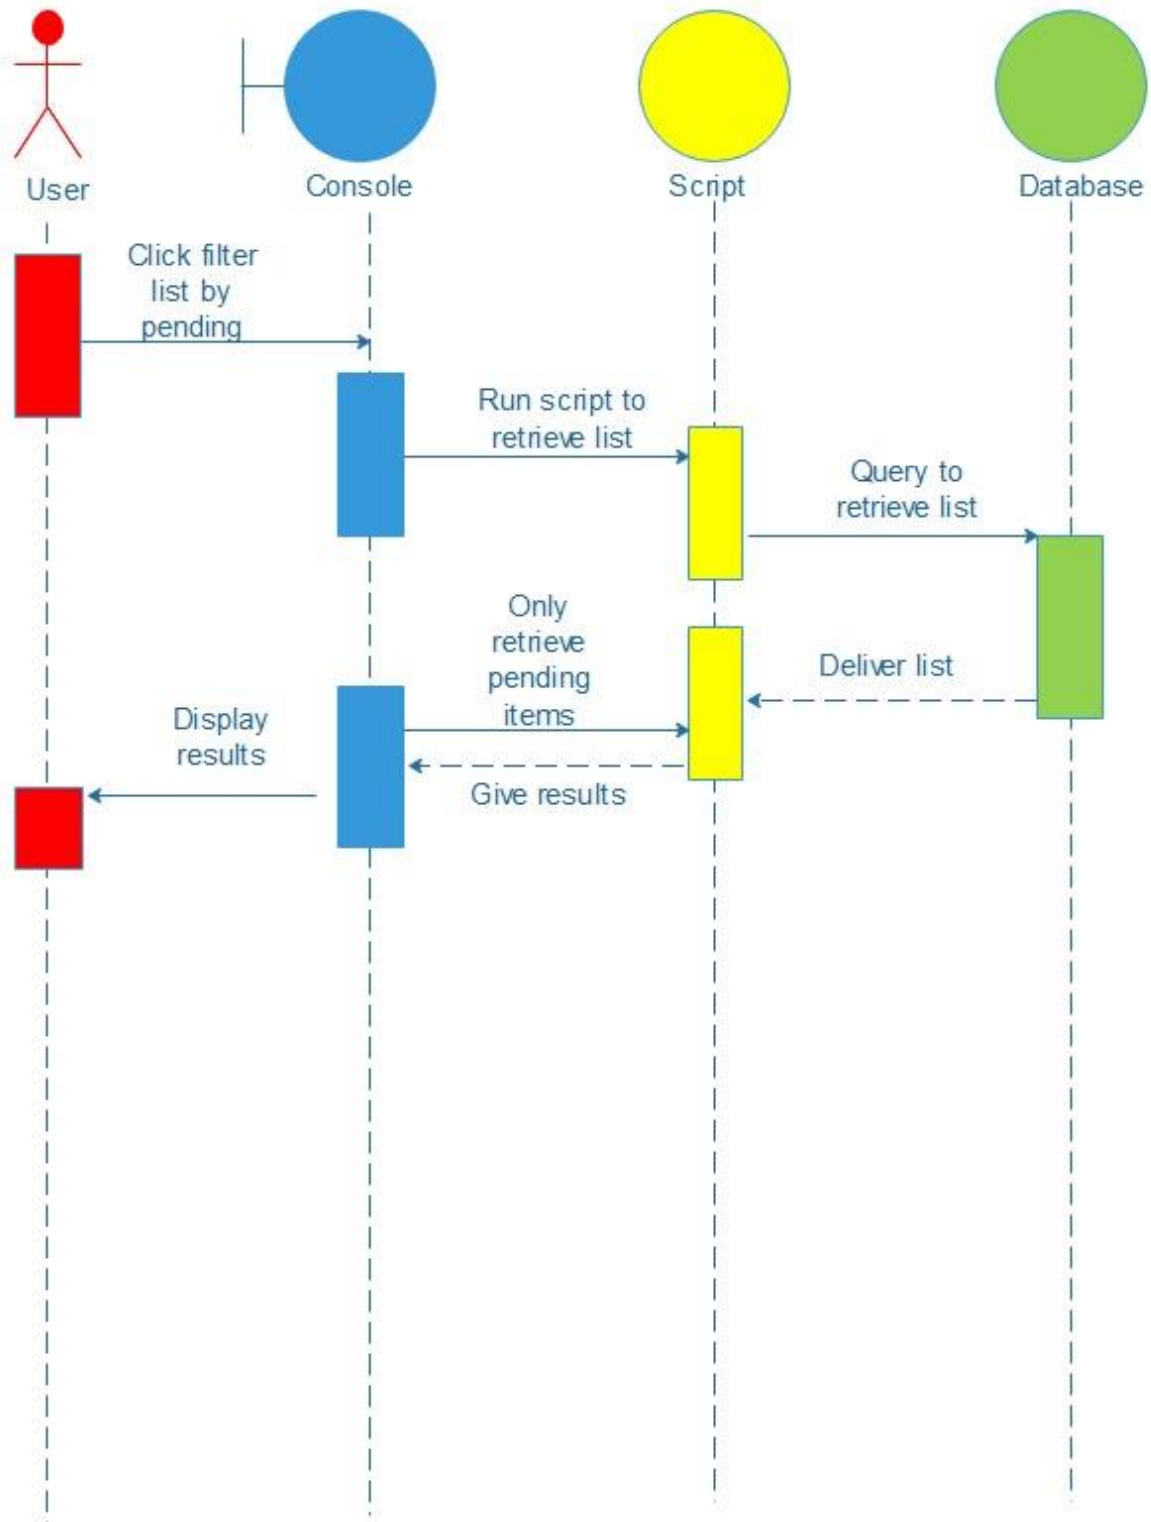 User
Console
Script
Database
Click filter
list by
pending
Run script to
retrieve list
Query to
retrieve list
Only
retrieve
pending
items
Deliver list
Display
results
Give results